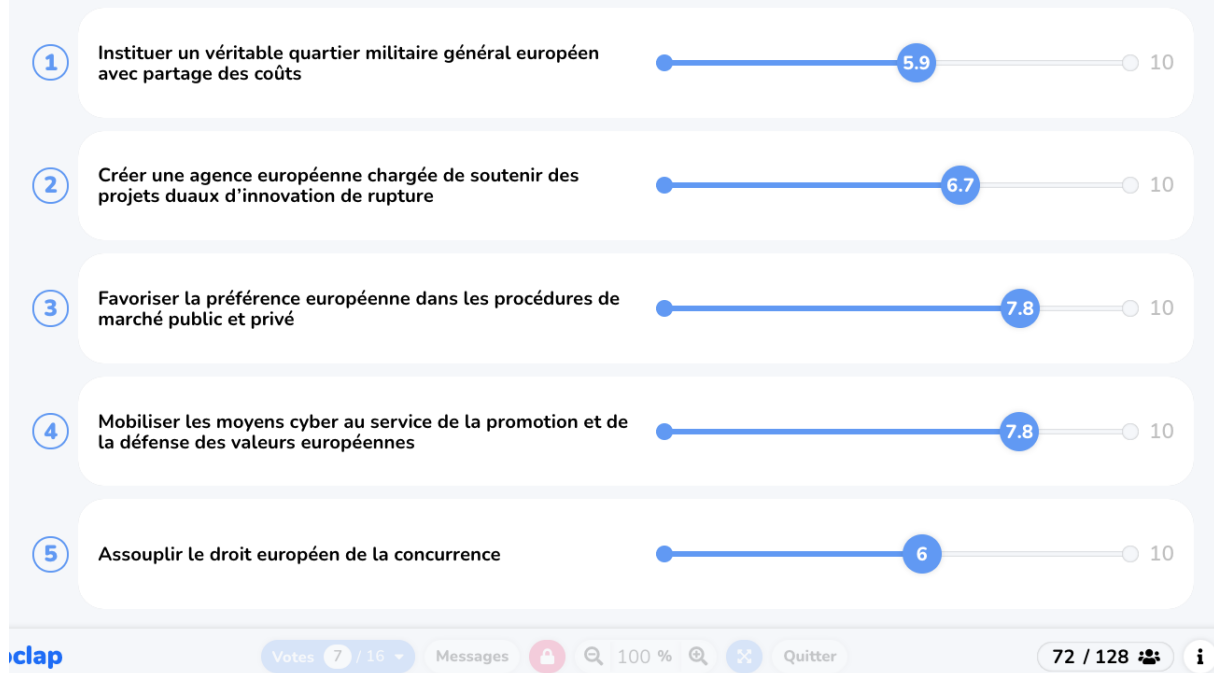 1
Instituer un véritable quartier militaire général européen
avec partage des coûts
5.9
10
2
Créer une agence européenne chargée de soutenir des
projets duaux d’innovation de rupture
6.7
10
3
Favoriser la préférence européenne dans les procédures de
marché public et privé
7.8
10
4
Mobiliser les moyens cyber au service de la promotion et de
la défense des valeurs européennes
7.8
10
5
Assouplir le droit européen de la concurrence
6
10
oclap Votes 7 / 16 Messages 100 % Quitter 72 / 128 i